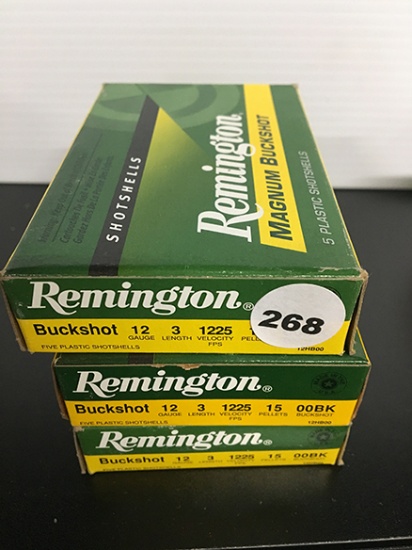 SHOTSHELLS
Remington®
MAGNUM BUCKSHOT
5 PLASTIC SHOTSHELLS
Remington
268
Buckshot 12 3 1225
GAUGE LENGTH VELOCITY
FPS
FIVE PLASTIC SHOTSHELLS
12HB00
Remington®
Buckshot 12 3 1225 15 00BK
GAUGE LENGTH VELOCITY PELLETS BUCKSHOT
FPS
FIVE PLASTIC SHOTSHELLS 12HB00
Remington®
Buckshot 12 3 1225 15 00BK